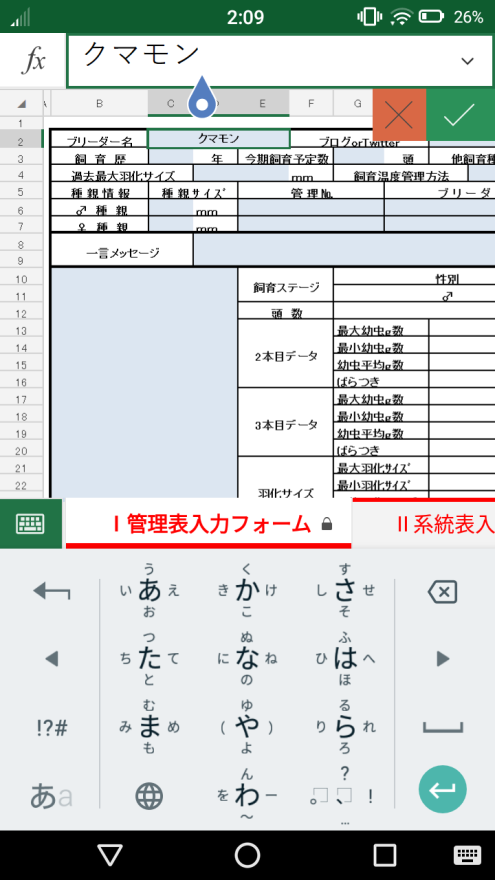 2:09 26%
fx クマモン
A B C D E F G
1
2 ブリーダー名 クマモン ブログorTwitter
3 飼育歴 年 今期飼育予定数 頭 他飼育種
4 過去最大羽化サイズ mm 飼育温度管理方法
5 種親情報 種親サイズ 管理No. ブリーダ
6 ♂種親 mm
7 ♀種親 mm
8
一言メッセージ
9
10 飼育ステージ 性別
11 ♂
12 頭数
13 最大幼虫g数
14 2本目データ 最小幼虫g数
15 幼虫平均g数
16 ばらつき
17 最大幼虫g数
18 3本目データ 最小幼虫g数
19 幼虫平均g数
20 ばらつき
21 最大羽化サイズ
22 羽化サイズ 最小羽化サイズ
Ⅰ管理表入力フォーム Ⅱ系統表入
う く す
い あ え き か け し さ せ
お こ そ
つ ぬ ふ
ち た て に な ね ひ は へ
と の ほ
む ゆ る
!?# み ま め ( や ) り ら れ
も よ ろ
ん ?
あa を わ ー 。 、 !
～ …